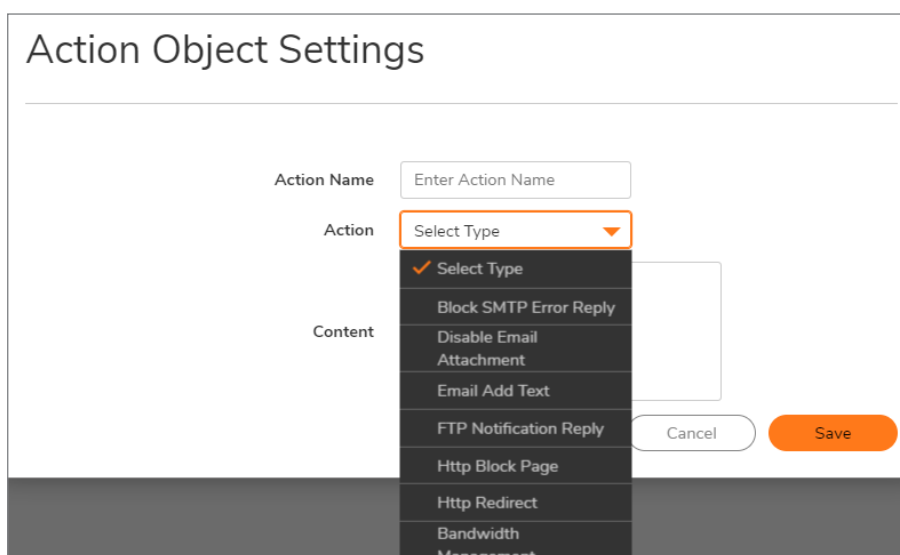 Action Object Settings
Action Name
Enter Action Name
Action
Select Type
Select Type
Block SMTP Error Reply
Content
Disable Email
Attachment
Email Add Text
FTP Notification Reply
Cancel
Save
Http Block Page
Http Redirect
Bandwidth